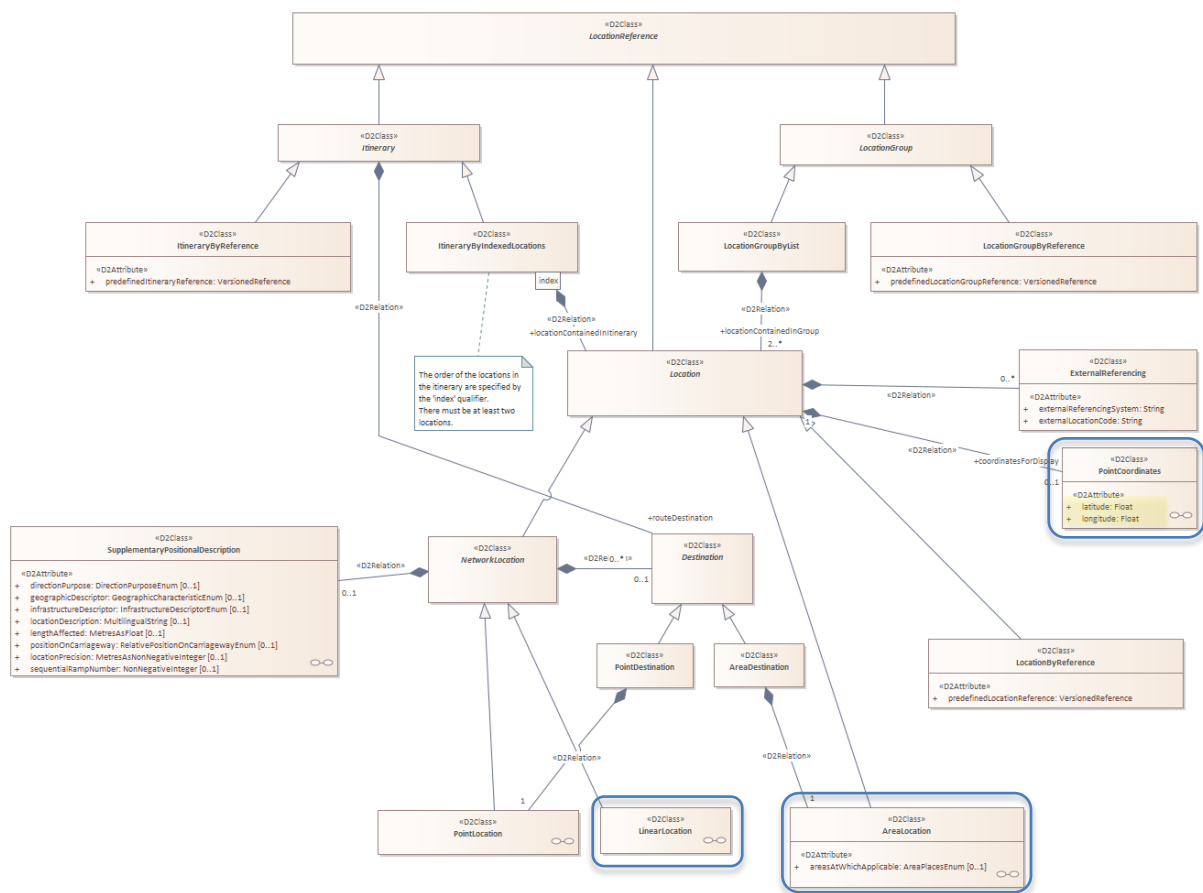 «D2Class»
LocationReference
«D2Class»
Itinerary
«D2Class»
LocationGroup
«D2Class»
ItineraryByReference
«D2Attribute»
+ predefinedItineraryReference: VersionedReference
«D2Class»
ItineraryByIndexedLocations
index
«D2Class»
LocationGroupByList
«D2Class»
LocationGroupByReference
«D2Attribute»
+ predefinedLocationGroupReference: VersionedReference
«D2Relation»
«D2Relation»
+locationContainedInItinerary
«D2Relation»
+locationContainedInGroup
2..*
The order of the locations in
the itinerary are specified by
the 'index' qualifier.
There must be at least two
locations.
«D2Class»
Location
0..*
«D2Relation»
«D2Class»
ExternalReferencing
«D2Attribute»
+ externalReferencingSystem: String
+ externalLocationCode: String
1
«D2Relation»
+coordinatesForDisplay
0..1
«D2Class»
PointCoordinates
«D2Attribute»
+ latitude: Float
+ longitude: Float
+routeDestination
«D2Class»
SupplementaryPositionalDescription
«D2Attribute»
+ directionPurpose: DirectionPurposeEnum [0..1]
+ geographicDescriptor: GeographicCharacteristicEnum [0..1]
+ infrastructureDescriptor: InfrastructureDescriptorEnum [0..1]
+ locationDescription: MultilingualString [0..1]
+ lengthAffected: MetresAsFloat [0..1]
+ positionOnCarriageway: RelativePositionOnCarriagewayEnum [0..1]
+ locationPrecision: MetresAsNonNegativeInteger [0..1]
+ sequentialRampNumber: NonNegativeInteger [0..1]
«D2Relation»
0..1
«D2Class»
NetworkLocation
0..*
0..1
«D2Class»
Destination
«D2Class»
PointDestination
«D2Class»
AreaDestination
«D2Class»
LocationByReference
«D2Attribute»
+ predefinedLocationReference: VersionedReference
«D2Relation»
«D2Relation»
1
1
«D2Class»
PointLocation
«D2Class»
LinearLocation
«D2Class»
AreaLocation
«D2Attribute»
+ areasAtWhichApplicable: AreaPlacesEnum [0..1]